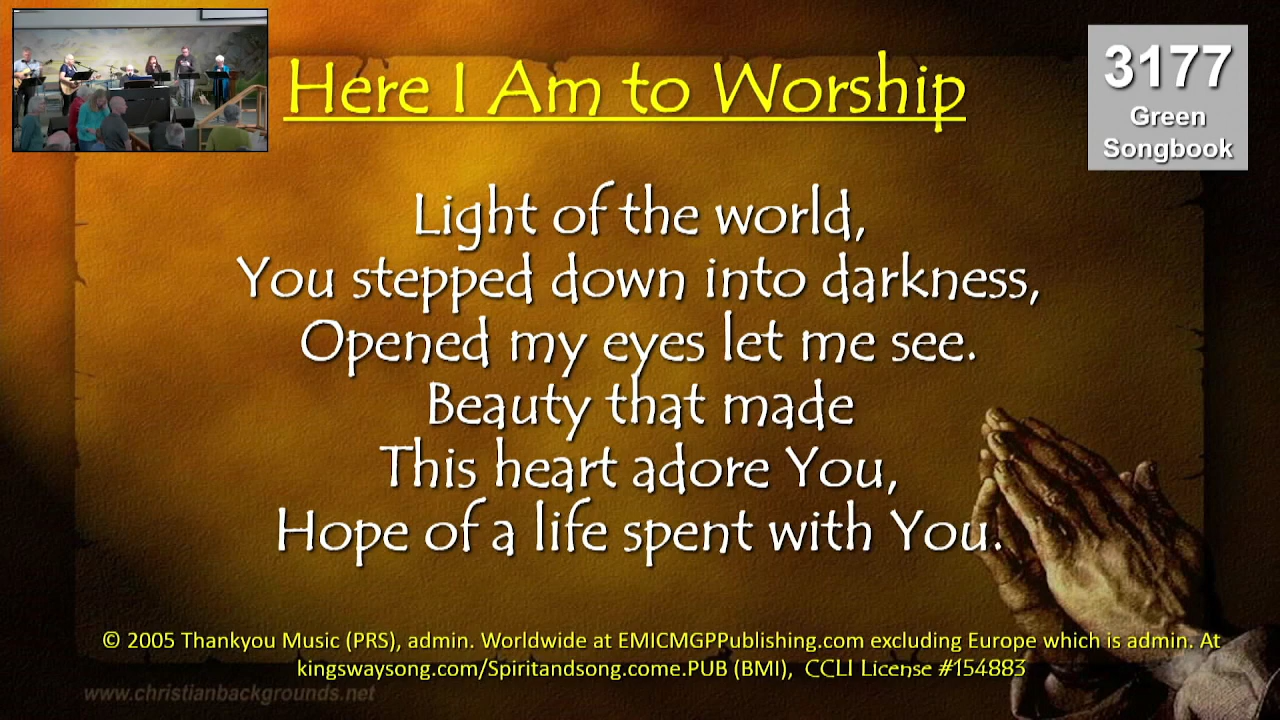 Here I Am to Worship
3177
Green
Songbook
Light of the world,
You stepped down into darkness,
Opened my eyes let me see.
Beauty that made
This heart adore You,
Hope of a life spent with You.
© 2005 Thankyou Music (PRS), admin. Worldwide at EMICMGPPublishing.com excluding Europe which is admin. At
kingswaysong.com/Spiritandsong.come.PUB (BMI), CCLI License #154883
www.christianbackgrounds.net